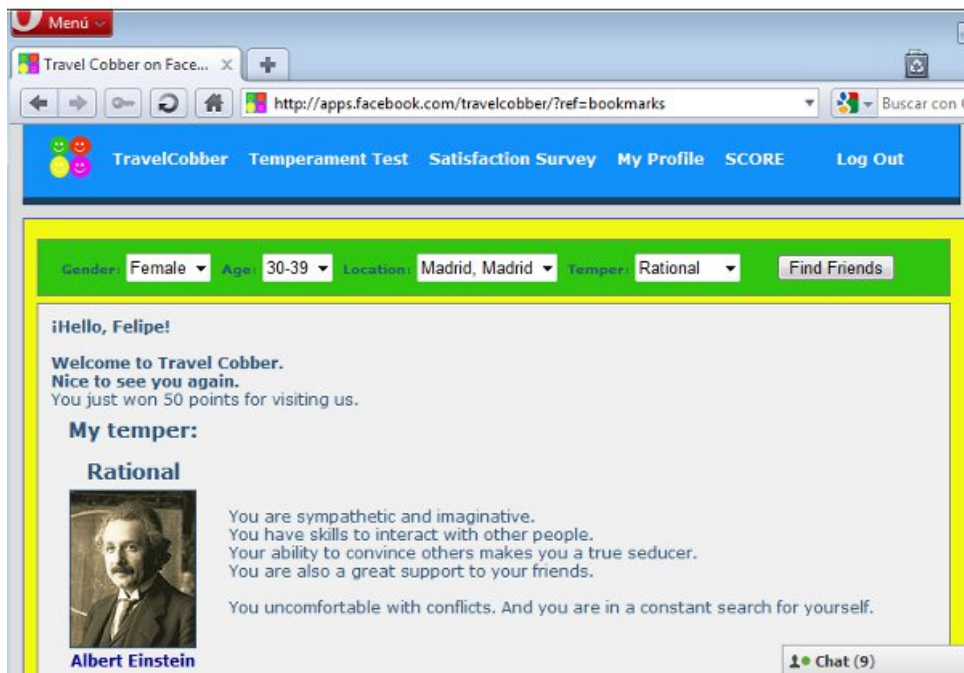 Menú
Travel Cobber on Face...
http://apps.facebook.com/travelcobber/?ref=bookmarks
Buscar con
TravelCobber Temperament Test Satisfaction Survey My Profile SCORE Log Out
Gender: Female Age: 30-39 Location: Madrid, Madrid Temper: Rational Find Friends
¡Hello, Felipe!
Welcome to Travel Cobber.
Nice to see you again.
You just won 50 points for visiting us.
My temper:
Rational
You are sympathetic and imaginative.
You have skills to interact with other people.
Your ability to convince others makes you a true seducer.
You are also a great support to your friends.
You uncomfortable with conflicts. And you are in a constant search for yourself.
Albert Einstein
Chat (9)